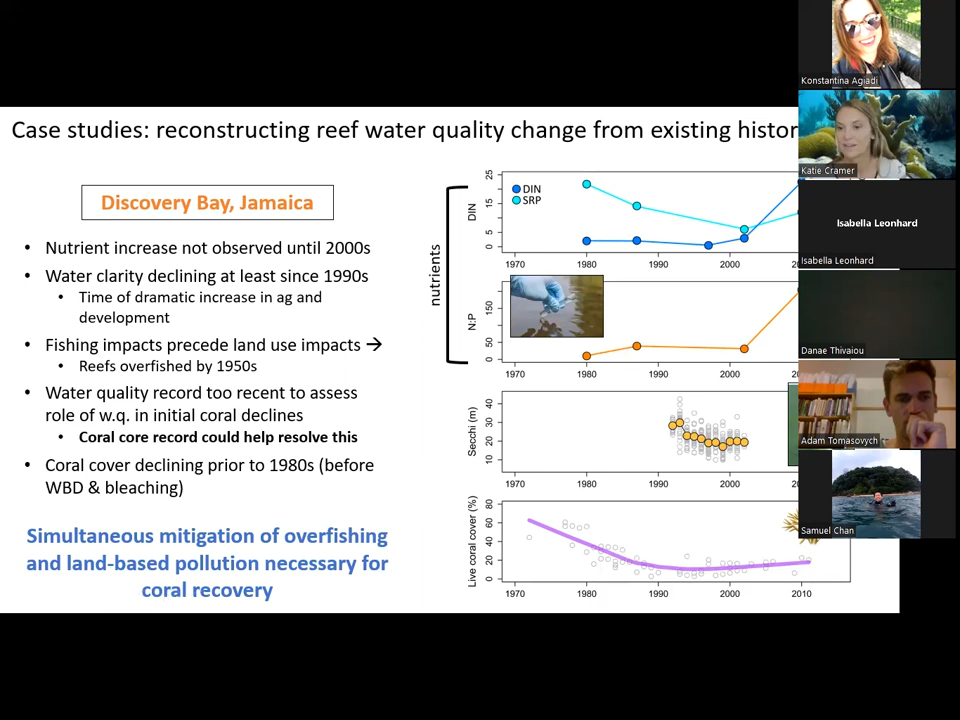 Case studies: reconstructing reef water quality change from existing histor
Discovery Bay, Jamaica
• Nutrient increase not observed until 2000s
• Water clarity declining at least since 1990s
• Time of dramatic increase in ag and
development
• Fishing impacts precede land use impacts →
• Reefs overfished by 1950s
• Water quality record too recent to assess
role of w.q. in initial coral declines
• Coral core record could help resolve this
• Coral cover declining prior to 1980s (before
WBD & bleaching)
Simultaneous mitigation of overfishing
and land-based pollution necessary for
coral recovery
nutrients
DIN
25
15
5
0
DIN
SRP
1970 1980 1990 2000
N:P
150
50
0
1970 1980 1990 2000
Secchi (m)
40
30
20
10
1970 1980 1990 2000
Live coral cover (%)
80
60
40
20
0
1970 1980 1990 2000 2010
Konstantina Agiadi
Katie Cramer
Isabella Leonhard
Isabella Leonhard
Danae Thivaiou
Adam Tomasovych
Samuel Chan